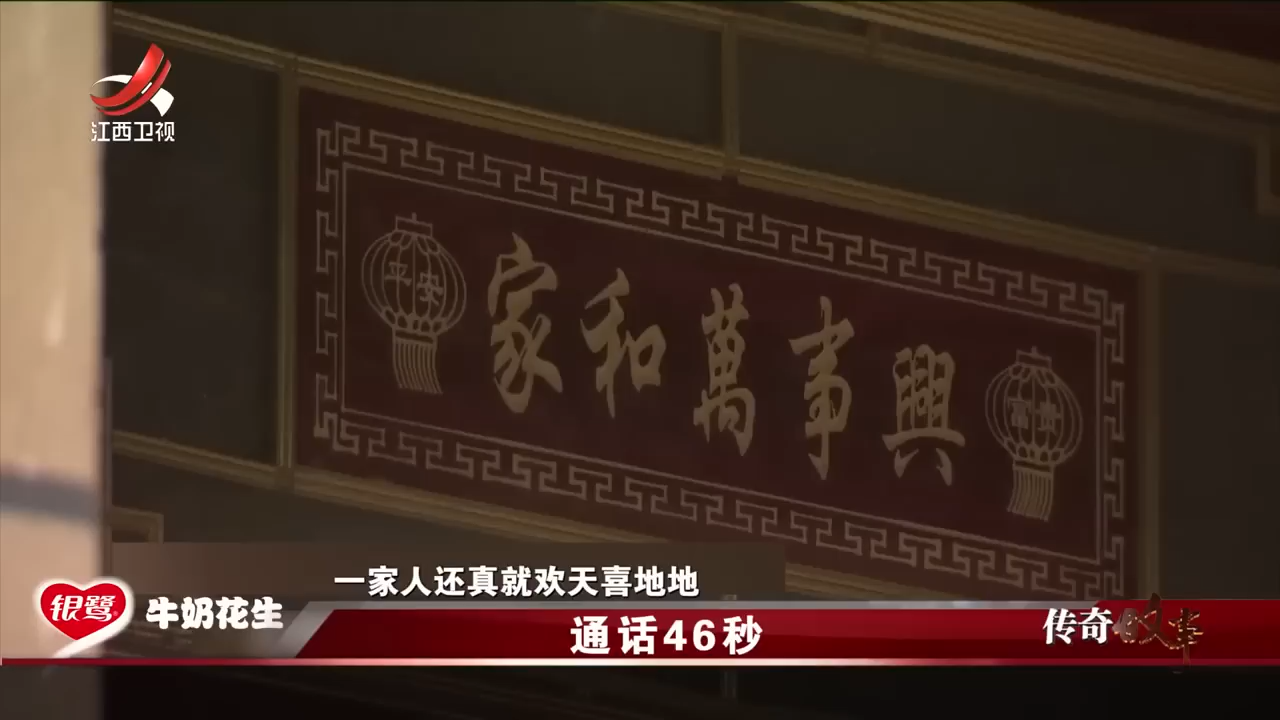 江西卫视
平安
家和萬事興
富贵
一家人还真就欢天喜地地
银鹭
牛奶花生
通话46秒
传奇故事